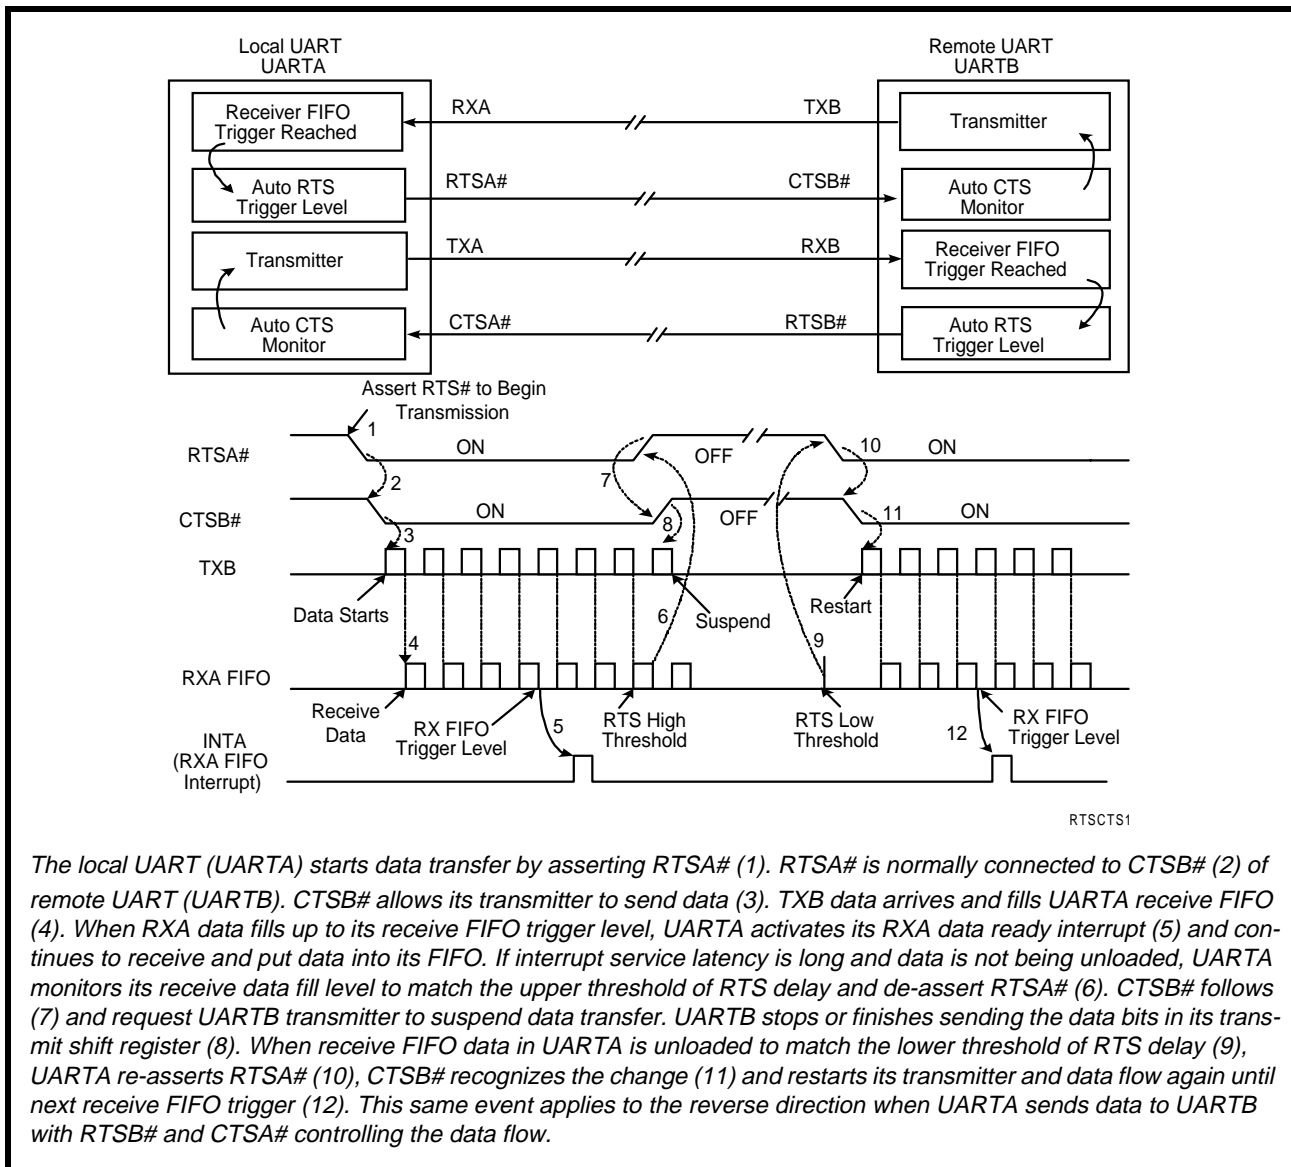 Local UART
UARTA
Remote UART
UARTB
Receiver FIFO
Trigger Reached
RXA
TXB
Transmitter
Auto RTS
Trigger Level
RTSA#
CTSB#
Auto CTS
Monitor
Transmitter
TXA
RXB
Receiver FIFO
Trigger Reached
Auto CTS
Monitor
CTSA#
RTSB#
Auto RTS
Trigger Level
Assert RTS# to Begin
Transmission
RTSA#
1
ON
7
OFF
10
ON
2
CTSB#
ON
8
OFF
11
ON
3
TXB
Data Starts
6
Suspend
Restart
4
9
RXA FIFO
Receive
Data
RX FIFO
Trigger Level
5
RTS High
Threshold
RTS Low
Threshold
12
RX FIFO
Trigger Level
INTA
(RXA FIFO
Interrupt)
RTSCTS1
The local UART (UARTA) starts data transfer by asserting RTSA# (1). RTSA# is normally connected to CTSB# (2) of
remote UART (UARTB). CTSB# allows its transmitter to send data (3). TXB data arrives and fills UARTA receive FIFO
(4). When RXA data fills up to its receive FIFO trigger level, UARTA activates its RXA data ready interrupt (5) and con-
tinues to receive and put data into its FIFO. If interrupt service latency is long and data is not being unloaded, UARTA
monitors its receive data fill level to match the upper threshold of RTS delay and de-assert RTSA# (6). CTSB# follows
(7) and request UARTB transmitter to suspend data transfer. UARTB stops or finishes sending the data bits in its trans-
mit shift register (8). When receive FIFO data in UARTA is unloaded to match the lower threshold of RTS delay (9),
UARTA re-asserts RTSA# (10), CTSB# recognizes the change (11) and restarts its transmitter and data flow again until
next receive FIFO trigger (12). This same event applies to the reverse direction when UARTA sends data to UARTB
with RTSB# and CTSA# controlling the data flow.